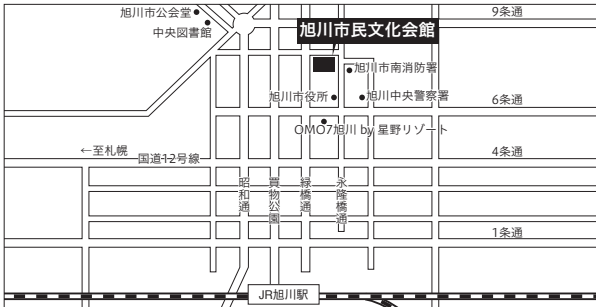 旭川市公会堂
中央図書館
9条通
旭川市民文化会館
旭川市南消防署
旭川市役所
旭川中央警察署
6条通
OMO7旭川 by 星野リゾート
←至札幌
国道12号線
4条通
昭和通
買物公園
緑橋通
永隆橋通
1条通
JR旭川駅